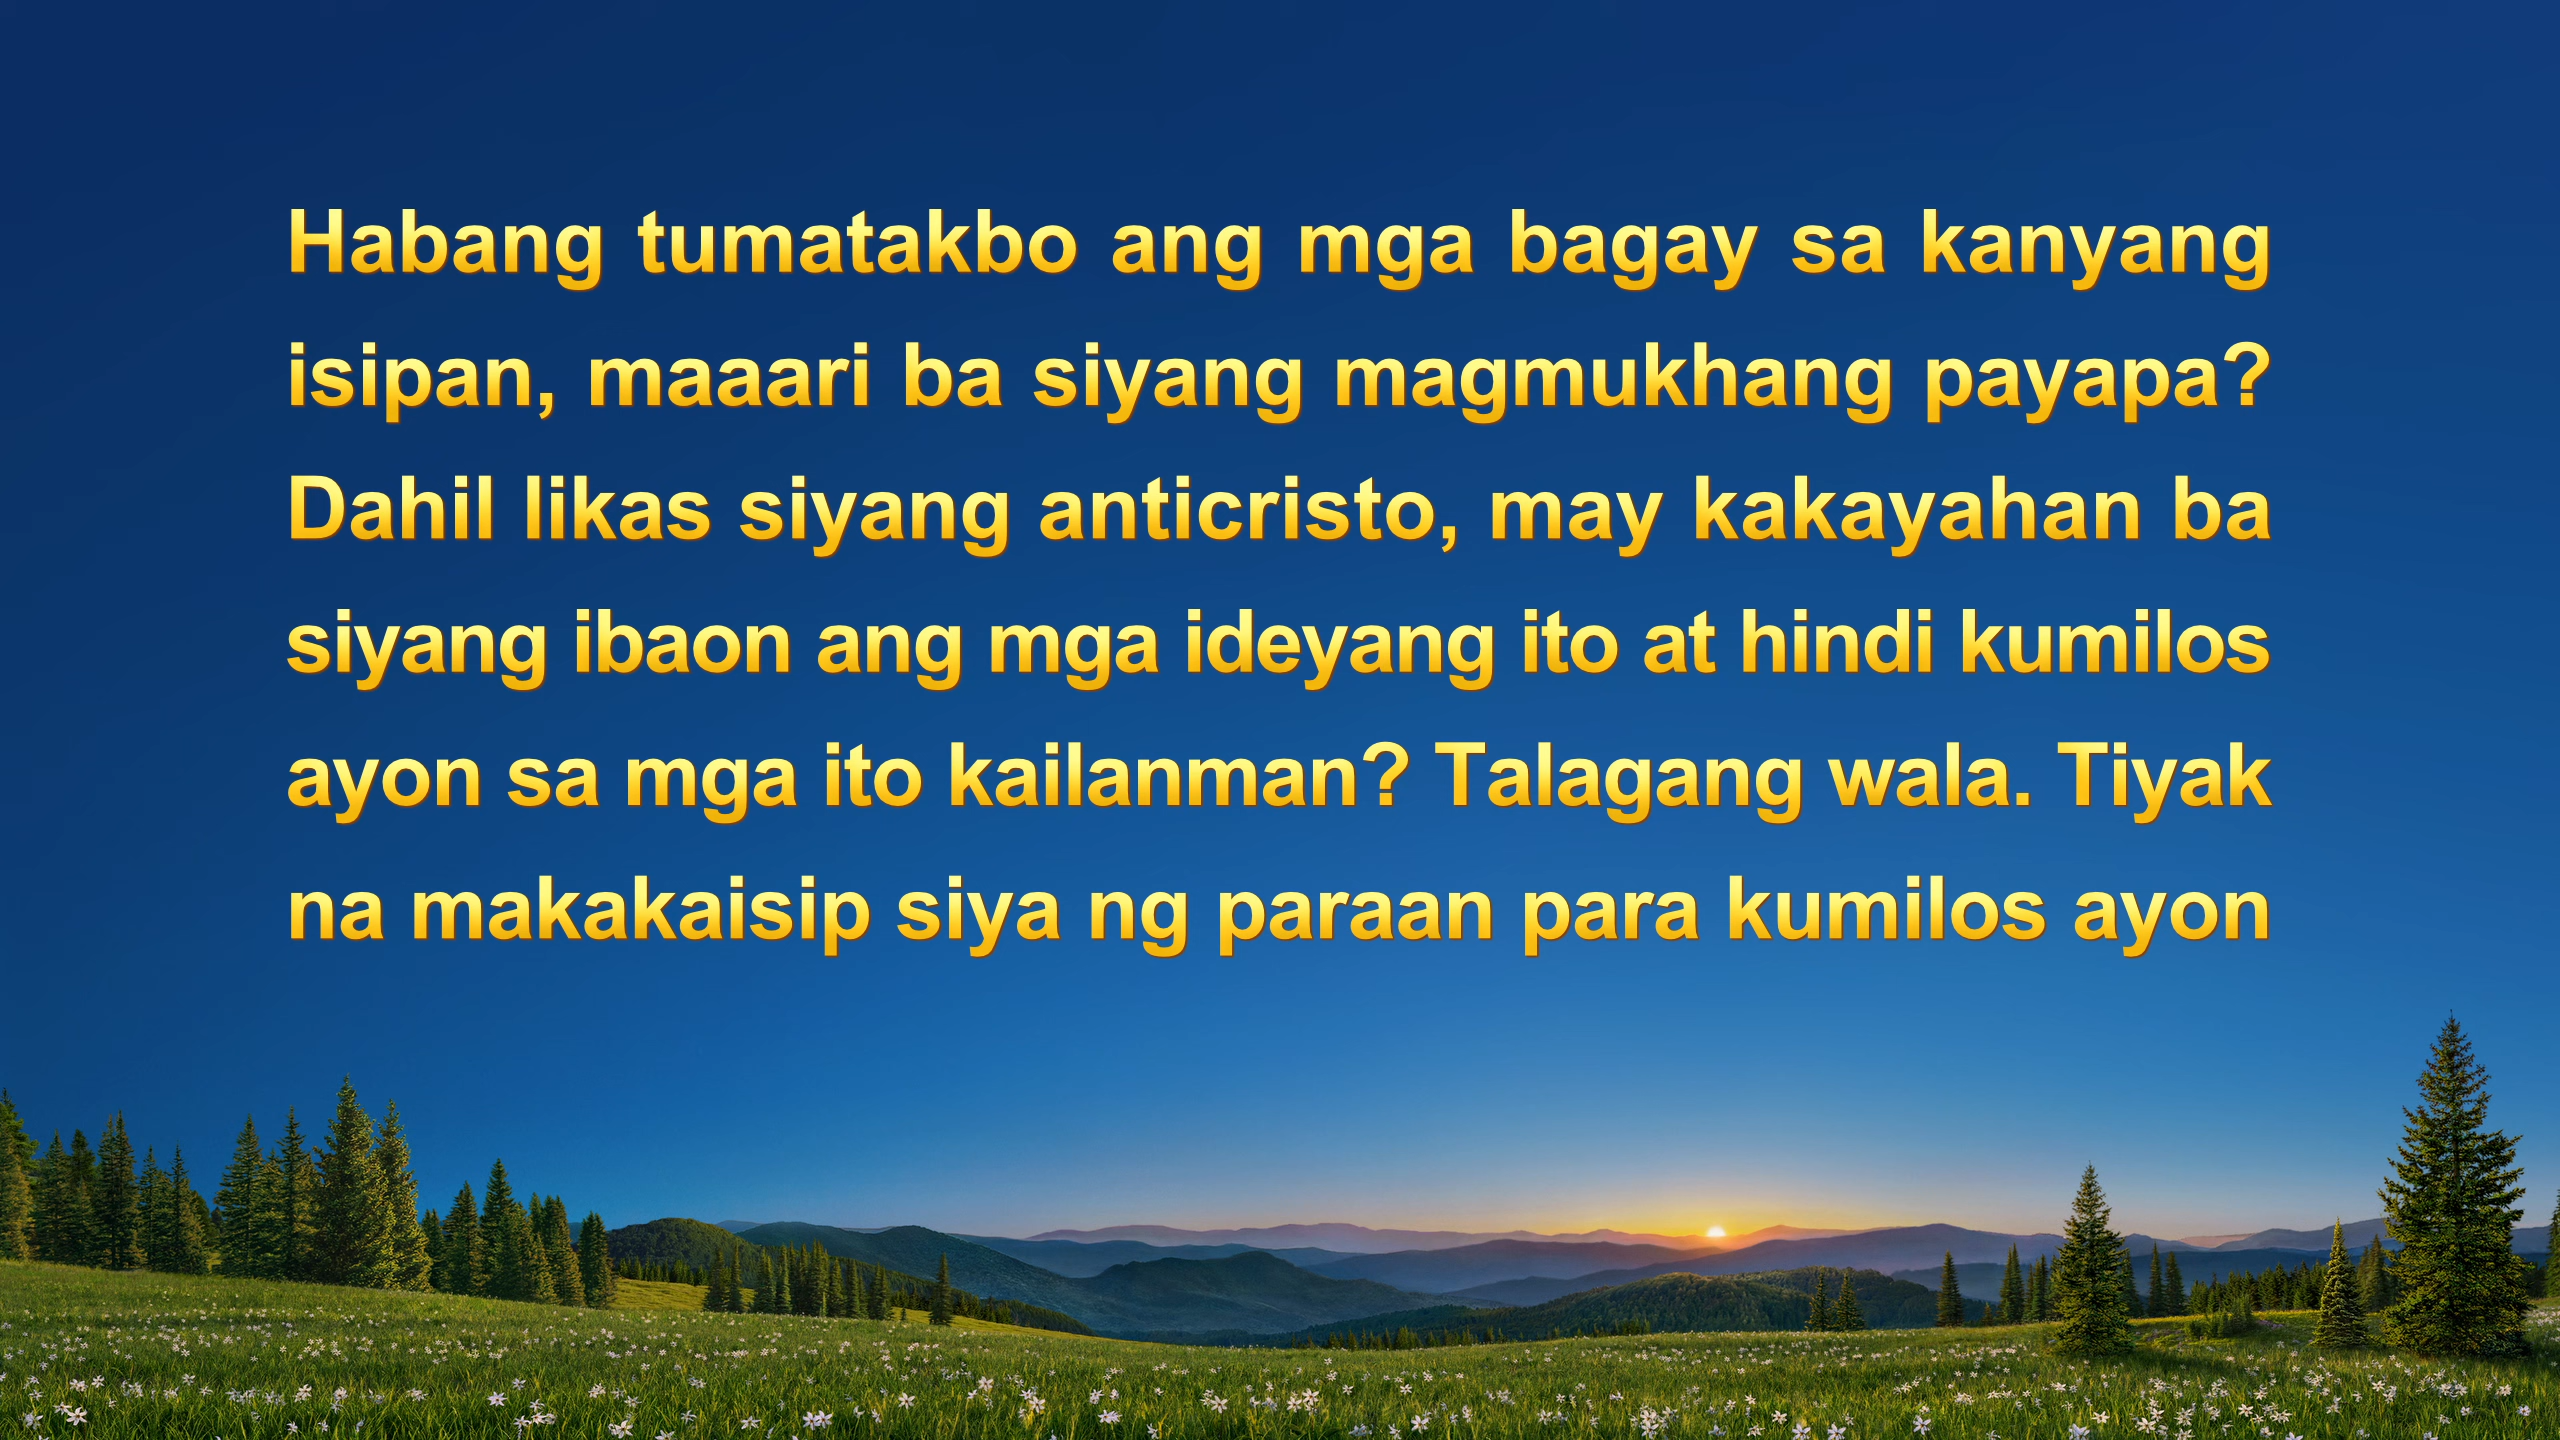 Habang tumatakbo ang mga bagay sa kanyang
isipan, maaari ba siyang magmukhang payapa?
Dahil likas siyang anticristo, may kakayahan ba
siyang ibaon ang mga ideyang ito at hindi kumilos
ayon sa mga ito kailanman? Talagang wala. Tiyak
na makakaisip siya ng paraan para kumilos ayon